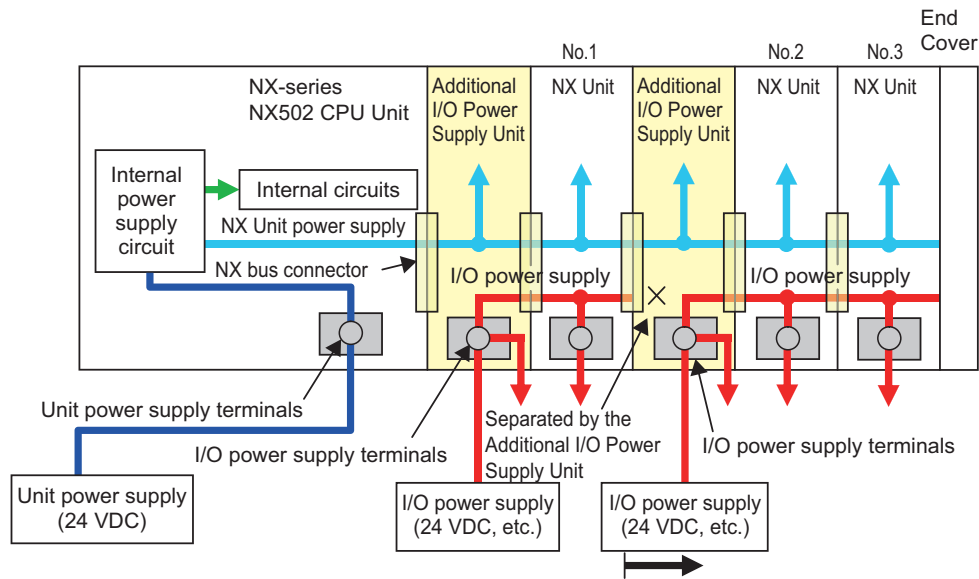 End
Cover
No.1
No.2
No.3
NX-series
NX502 CPU Unit
Additional
I/O Power
Supply Unit
NX Unit
Additional
I/O Power
Supply Unit
NX Unit
NX Unit
Internal
power
supply
circuit
Internal circuits
NX Unit power supply
NX bus connector
I/O power supply
I/O power supply
Unit power supply terminals
I/O power supply terminals
Separated by the
Additional I/O Power
Supply Unit
I/O power supply terminals
Unit power supply
(24 VDC)
I/O power supply
(24 VDC, etc.)
I/O power supply
(24 VDC, etc.)